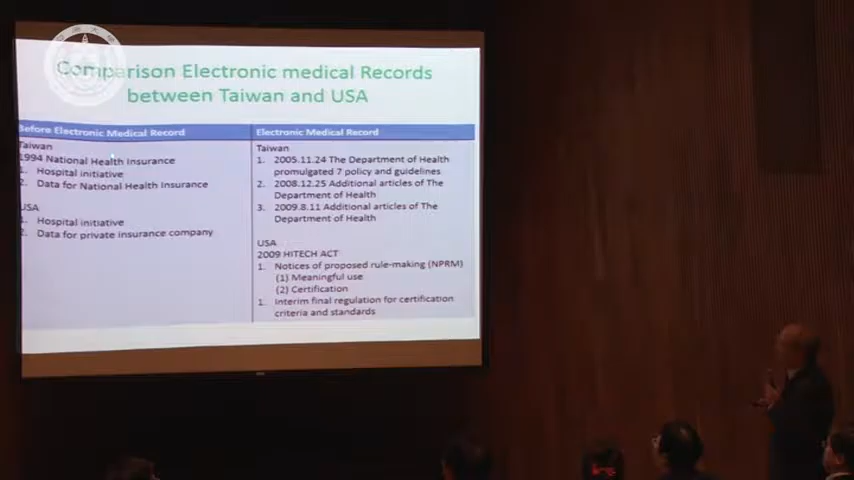 Comparison Electronic medical Records
between Taiwan and USA
Before Electronic Medical Record
Taiwan
1994 National Health Insurance
1. Hospital initiative
2. Data for National Health Insurance
USA
1. Hospital initiative
2. Data for private insurance company
Electronic Medical Record
Taiwan
1. 2005.11.24 The Department of Health
promulgated 7 policy and guidelines
2. 2008.12.25 Additional articles of The
Department of Health
3. 2009.8.11 Additional articles of The
Department of Health
USA
2009 HITECH ACT
1. Notices of proposed rule-making (NPRM)
(1) Meaningful use
(2) Certification
1. Interim final regulation for certification
criteria and standards